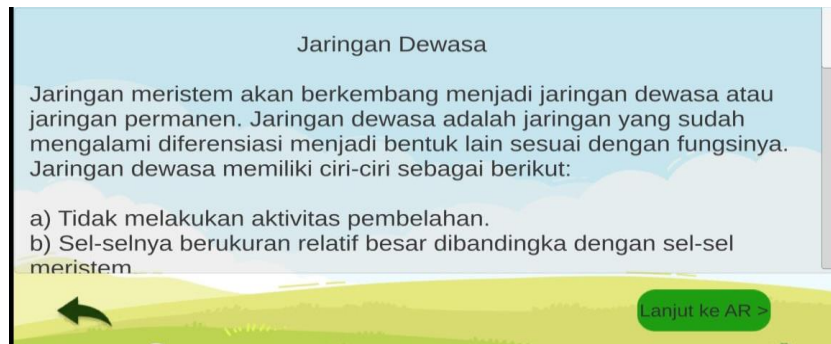 Jaringan Dewasa
Jaringan meristem akan berkembang menjadi jaringan dewasa atau
jaringan permanen. Jaringan dewasa adalah jaringan yang sudah
mengalami diferensiasi menjadi bentuk lain sesuai dengan fungsinya.
Jaringan dewasa memiliki ciri-ciri sebagai berikut:
a) Tidak melakukan aktivitas pembelahan.
b) Sel-selnya berukuran relatif besar dibandingka dengan sel-sel
meristem
Lanjut ke AR >